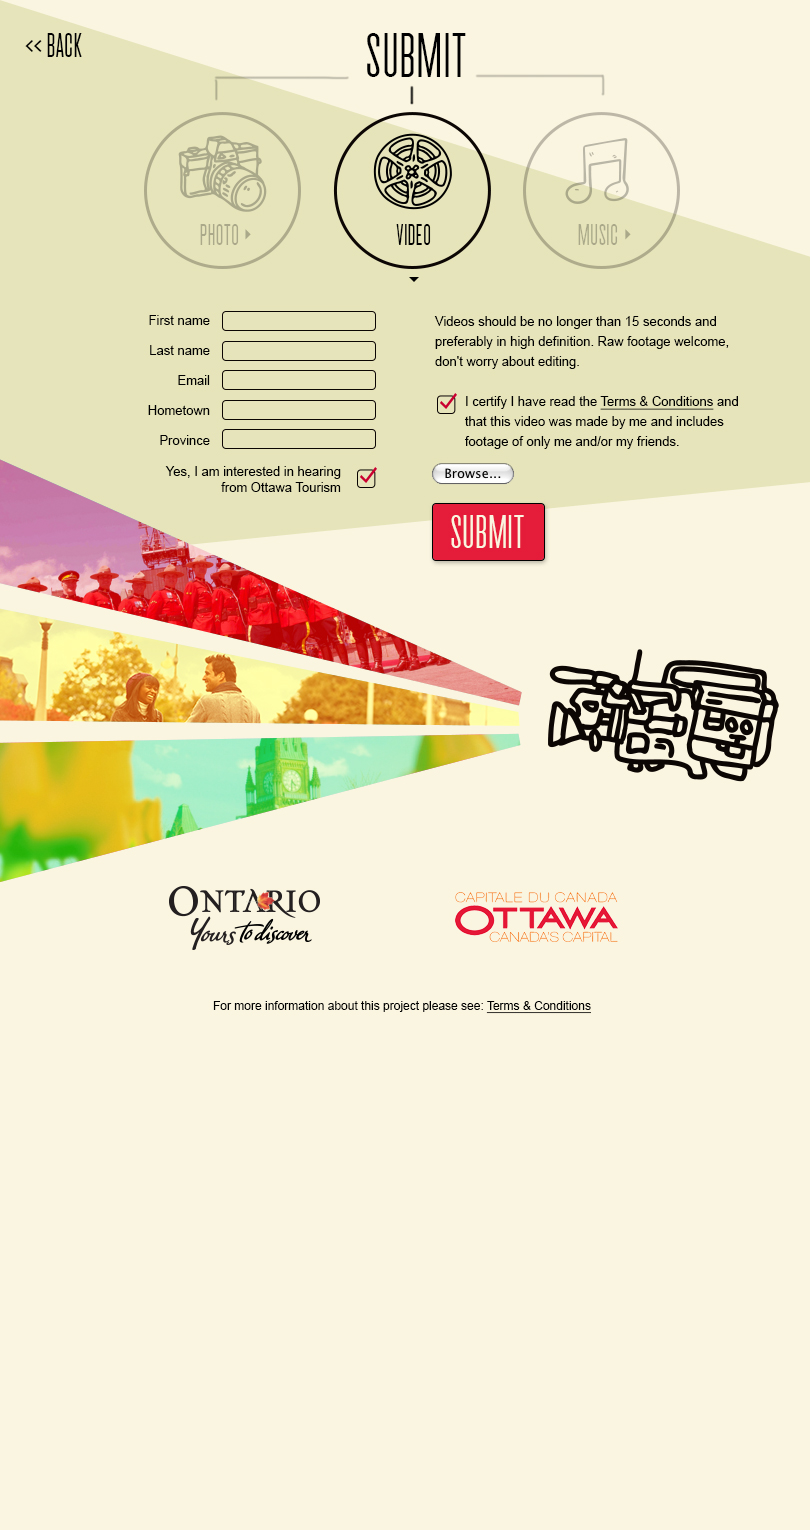 << BACK
SUBMIT
PHOTO
VIDEO
MUSIC
First name
Last name
Email
Hometown
Province
Yes, I am interested in hearing
from Ottawa Tourism
Videos should be no longer than 15 seconds and
preferably in high definition. Raw footage welcome,
don't worry about editing.
I certify I have read the Terms & Conditions and
that this video was made by me and includes
footage of only me and/or my friends.
Browse...
SUBMIT
ONTARIO
Yours to discover
CAPITALE DU CANADA
OTTAWA
CANADA'S CAPITAL
For more information about this project please see: Terms & Conditions